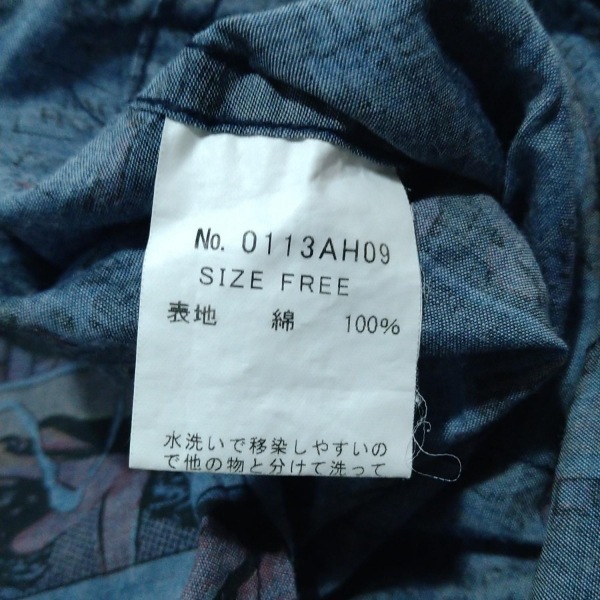 No. 0113AH09
SIZE FREE
表地 綿 100%
水洗いで移染しやすいの
で他の物と分けて洗って